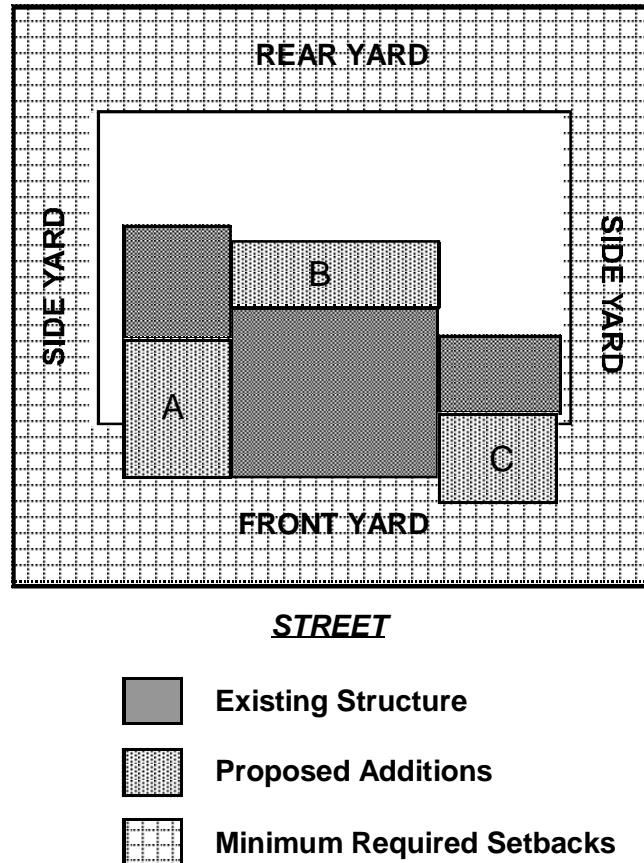 REAR YARD
SIDE YARD
SIDE YARD
B
A
C
FRONT YARD
STREET
Existing Structure
Proposed Additions
Minimum Required Setbacks